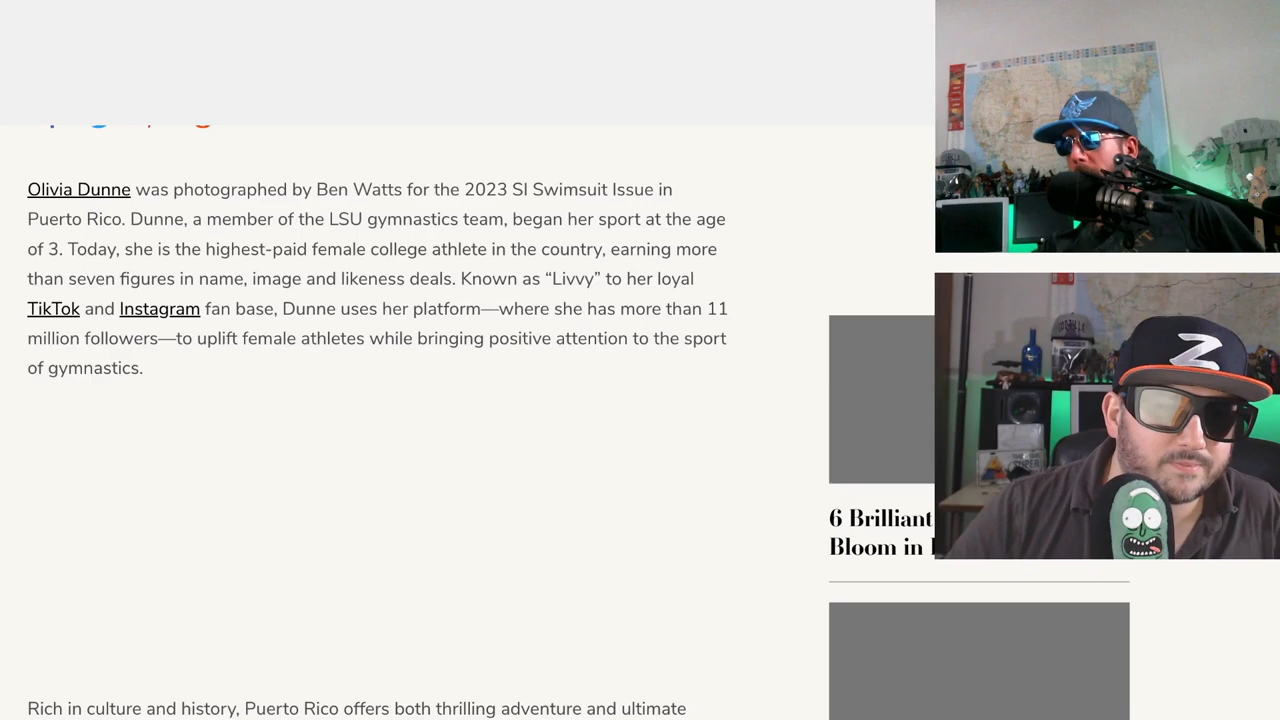 Olivia Dunne was photographed by Ben Watts for the 2023 SI Swimsuit Issue in
Puerto Rico. Dunne, a member of the LSU gymnastics team, began her sport at the age
of 3. Today, she is the highest-paid female college athlete in the country, earning more
than seven figures in name, image and likeness deals. Known as “Livvy” to her loyal
TikTok and Instagram fan base, Dunne uses her platform—where she has more than 11
million followers—to uplift female athletes while bringing positive attention to the sport
of gymnastics.
6 Brilliant
Bloom in
Z
Rich in culture and history, Puerto Rico offers both thrilling adventure and ultimate